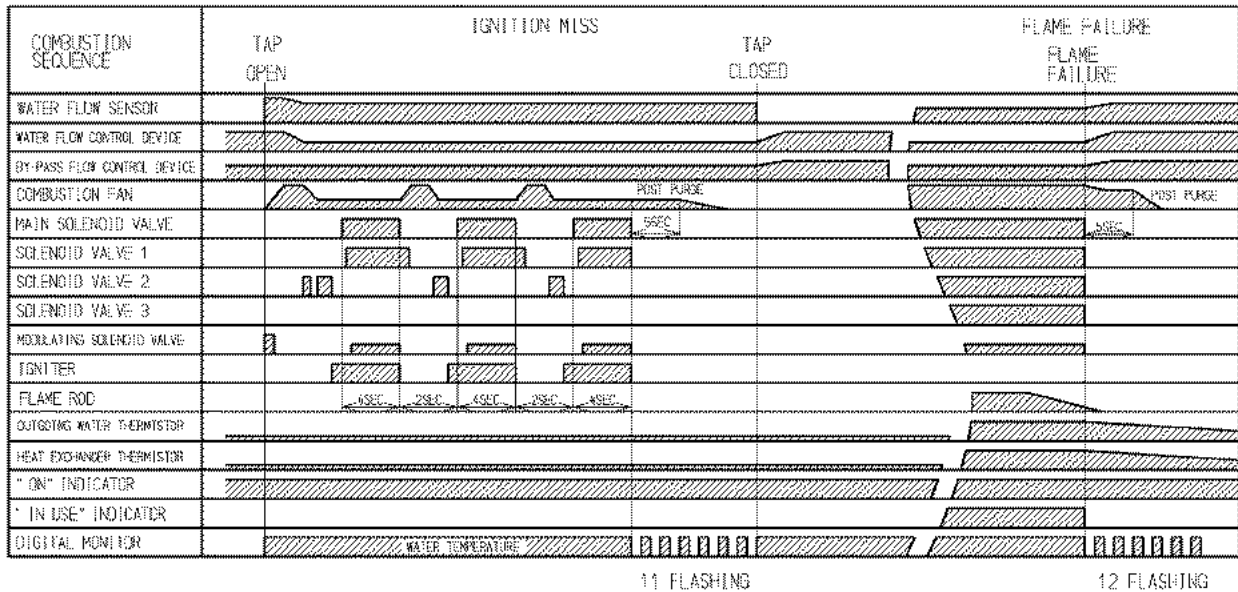 COMBUSTION
SEQUENCE
IGNITION MISS
FLAME FAILURE
TAP
OPEN
TAP
CLOSED
FLAME
FAILURE
WATER FLOW SENSOR
WATER FLOW CONTROL DEVICE
BY-PASS FLOW CONTROL DEVICE
COMBUSTION FAN
POST PURGE
POST PURGE
MAIN SOLENOID VALVE
5SEC
5SEC
SOLENOID VALVE 1
SOLENOID VALVE 2
SOLENOID VALVE 3
MODULATING SOLENOID VALVE
IGNITER
FLAME ROD
4SEC 2SEC 4SEC 2SEC 4SEC
OUTGOING WATER THERMISTOR
HEAT EXCHANGER THERMISTOR
" ON" INDICATOR
" IN USE" INDICATOR
DIGITAL MONITOR
WATER TEMPERATURE
11 FLASHING
12 FLASHING